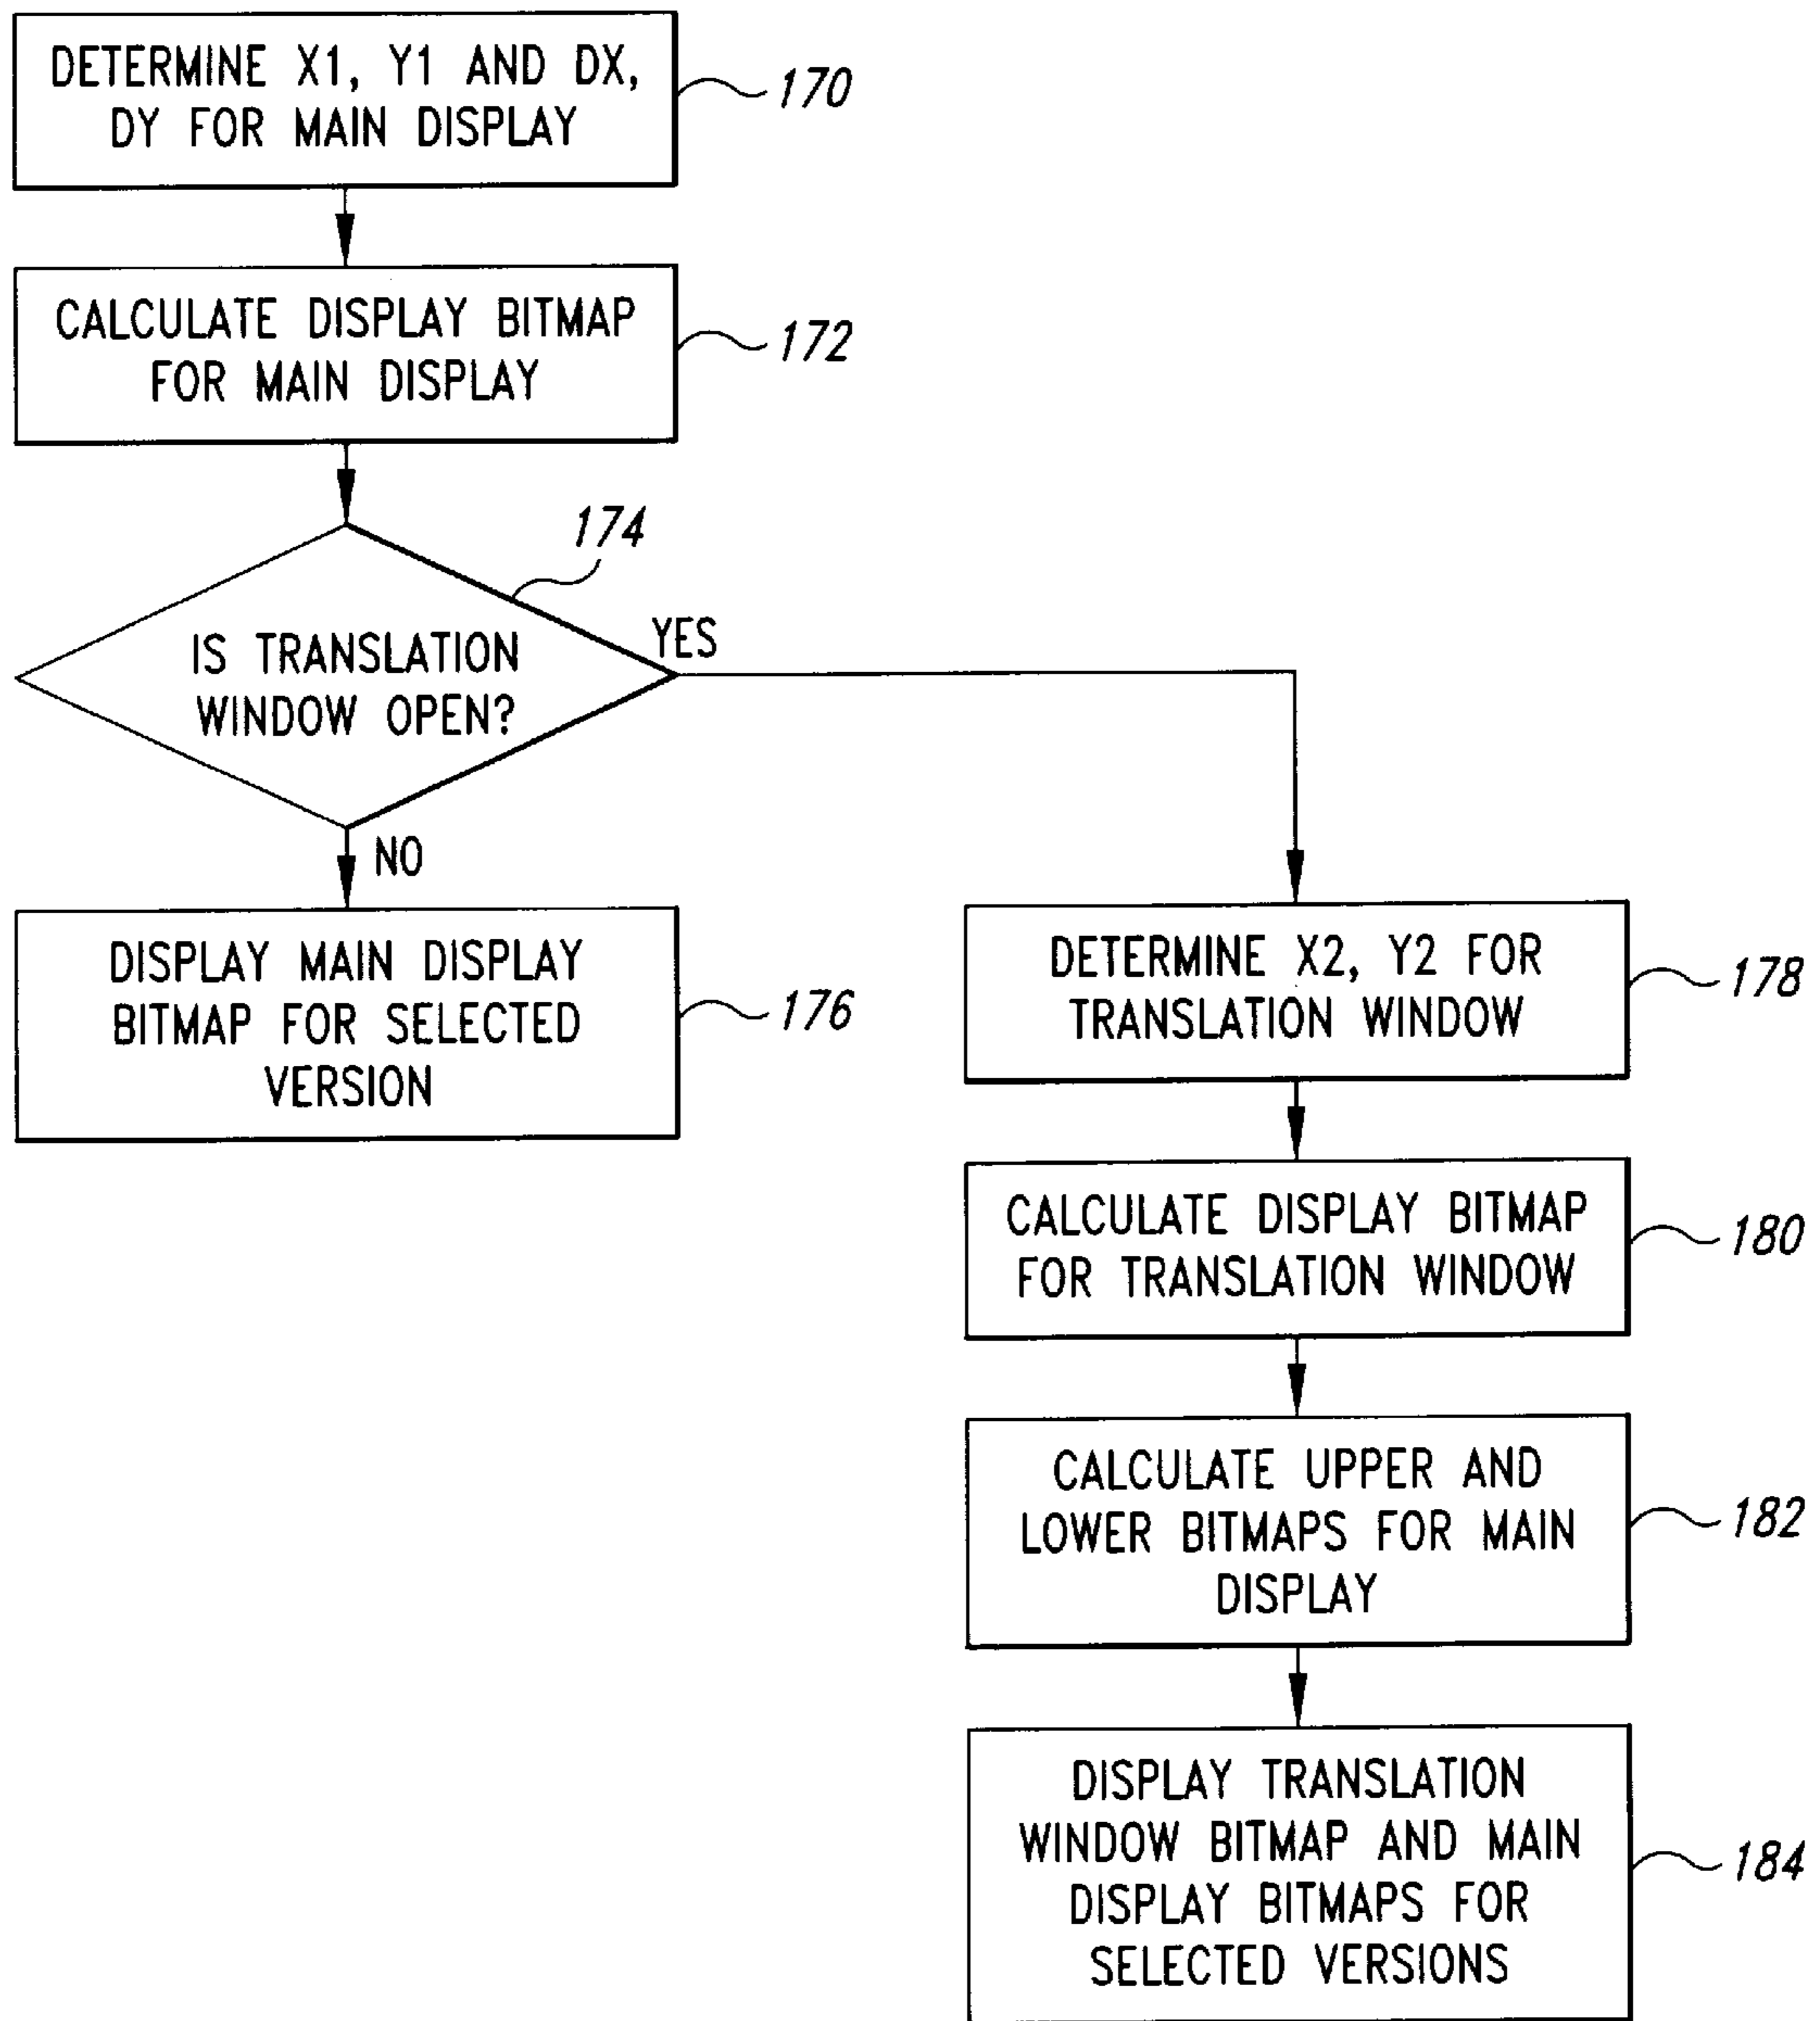 DETERMINE X1, Y1 AND DX,
DY FOR MAIN DISPLAY
170
CALCULATE DISPLAY BITMAP
FOR MAIN DISPLAY
172
174
IS TRANSLATION
WINDOW OPEN?
YES
NO
DISPLAY MAIN DISPLAY
BITMAP FOR SELECTED
VERSION
176
DETERMINE X2, Y2 FOR
TRANSLATION WINDOW
178
CALCULATE DISPLAY BITMAP
FOR TRANSLATION WINDOW
180
CALCULATE UPPER AND
LOWER BITMAPS FOR MAIN
DISPLAY
182
DISPLAY TRANSLATION
WINDOW BITMAP AND MAIN
DISPLAY BITMAPS FOR
SELECTED VERSIONS
184